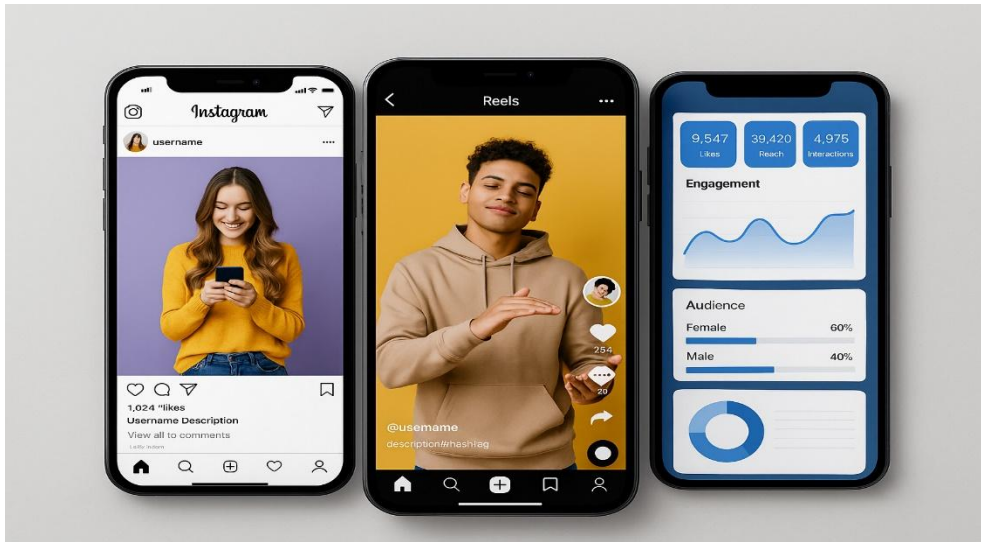 Instagram
username
1,024 “likes
Username Description
View all to comments
Reels
254
20
@usemame
description/#hashtag
9,547
Likes
39,420
Reach
4,975
Interactions
Engagement
Audience
Female 60%
Male 40%